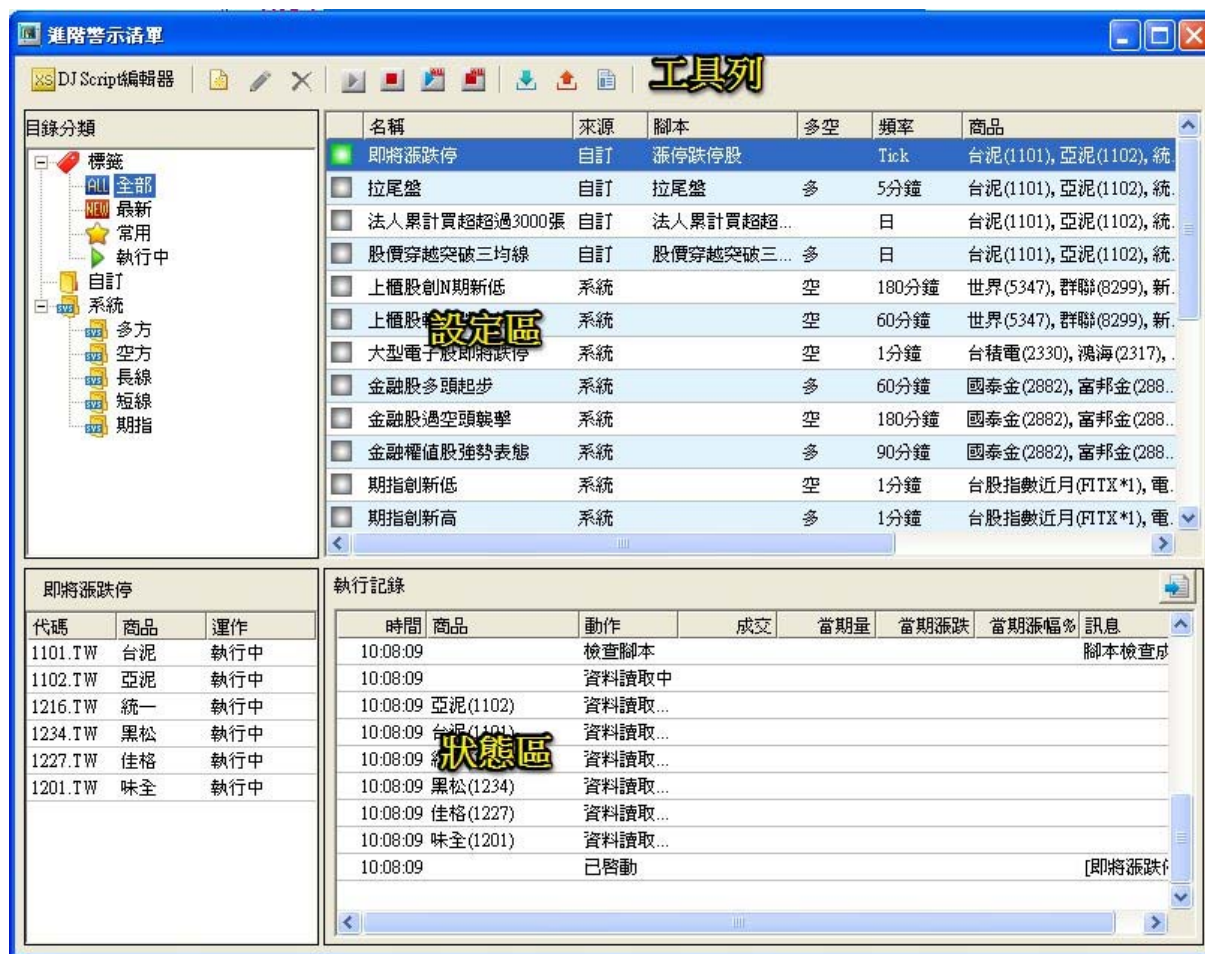 進階警示清單
XS DJ Script編輯器
工具列
目錄分類
標籤
ALL 全部
NEW 最新
常用
執行中
自訂
SYS 系統
SYS 多方
SYS 空方
SYS 長線
SYS 短線
SYS 期指
名稱 來源 腳本 多空 頻率 商品
即將漲跌停 自訂 漲停跌停股 Tick 台泥(1101), 亞泥(1102), 統.
拉尾盤 自訂 拉尾盤 多 5分鐘 台泥(1101), 亞泥(1102), 統.
法人累計買超超過3000張 自訂 法人累計買超超... 日 台泥(1101), 亞泥(1102), 統.
股價穿越突破三均線 自訂 股價穿越突破三... 多 日 台泥(1101), 亞泥(1102), 統.
上櫃股創N期新低 系統 空 180分鐘 世界(5347), 群聯(8299), 新.
上櫃股 系統 空 60分鐘 世界(5347), 群聯(8299), 新.
設定區
大型電子股即將跌停 系統 空 1分鐘 台積電(2330), 鴻海(2317), .
金融股多頭起步 系統 多 60分鐘 國泰金(2882), 富邦金(288..
金融股遇空頭襲擊 系統 空 180分鐘 國泰金(2882), 富邦金(288..
金融權值股強勢表態 系統 多 90分鐘 國泰金(2882), 富邦金(288..
期指創新低 系統 空 1分鐘 台股指數近月(FITX*1), 電.
期指創新高 系統 多 1分鐘 台股指數近月(FITX*1), 電.
即將漲跌停
代碼 商品 運作
1101.TW 台泥 執行中
1102.TW 亞泥 執行中
1216.TW 統一 執行中
1234.TW 黑松 執行中
1227.TW 佳格 執行中
1201.TW 味全 執行中
執行記錄
時間 商品 動作 成交 當期量 當期漲跌 當期漲幅% 訊息
10:08:09 檢查腳本 腳本檢查成
10:08:09 資料讀取中
10:08:09 亞泥(1102) 資料讀取...
10:08:09 台泥(1101) 資料讀取...
狀態區
10:08:09 資料讀取...
10:08:09 黑松(1234) 資料讀取...
10:08:09 佳格(1227) 資料讀取...
10:08:09 味全(1201) 資料讀取...
10:08:09 已啓動 [即將漲跌停